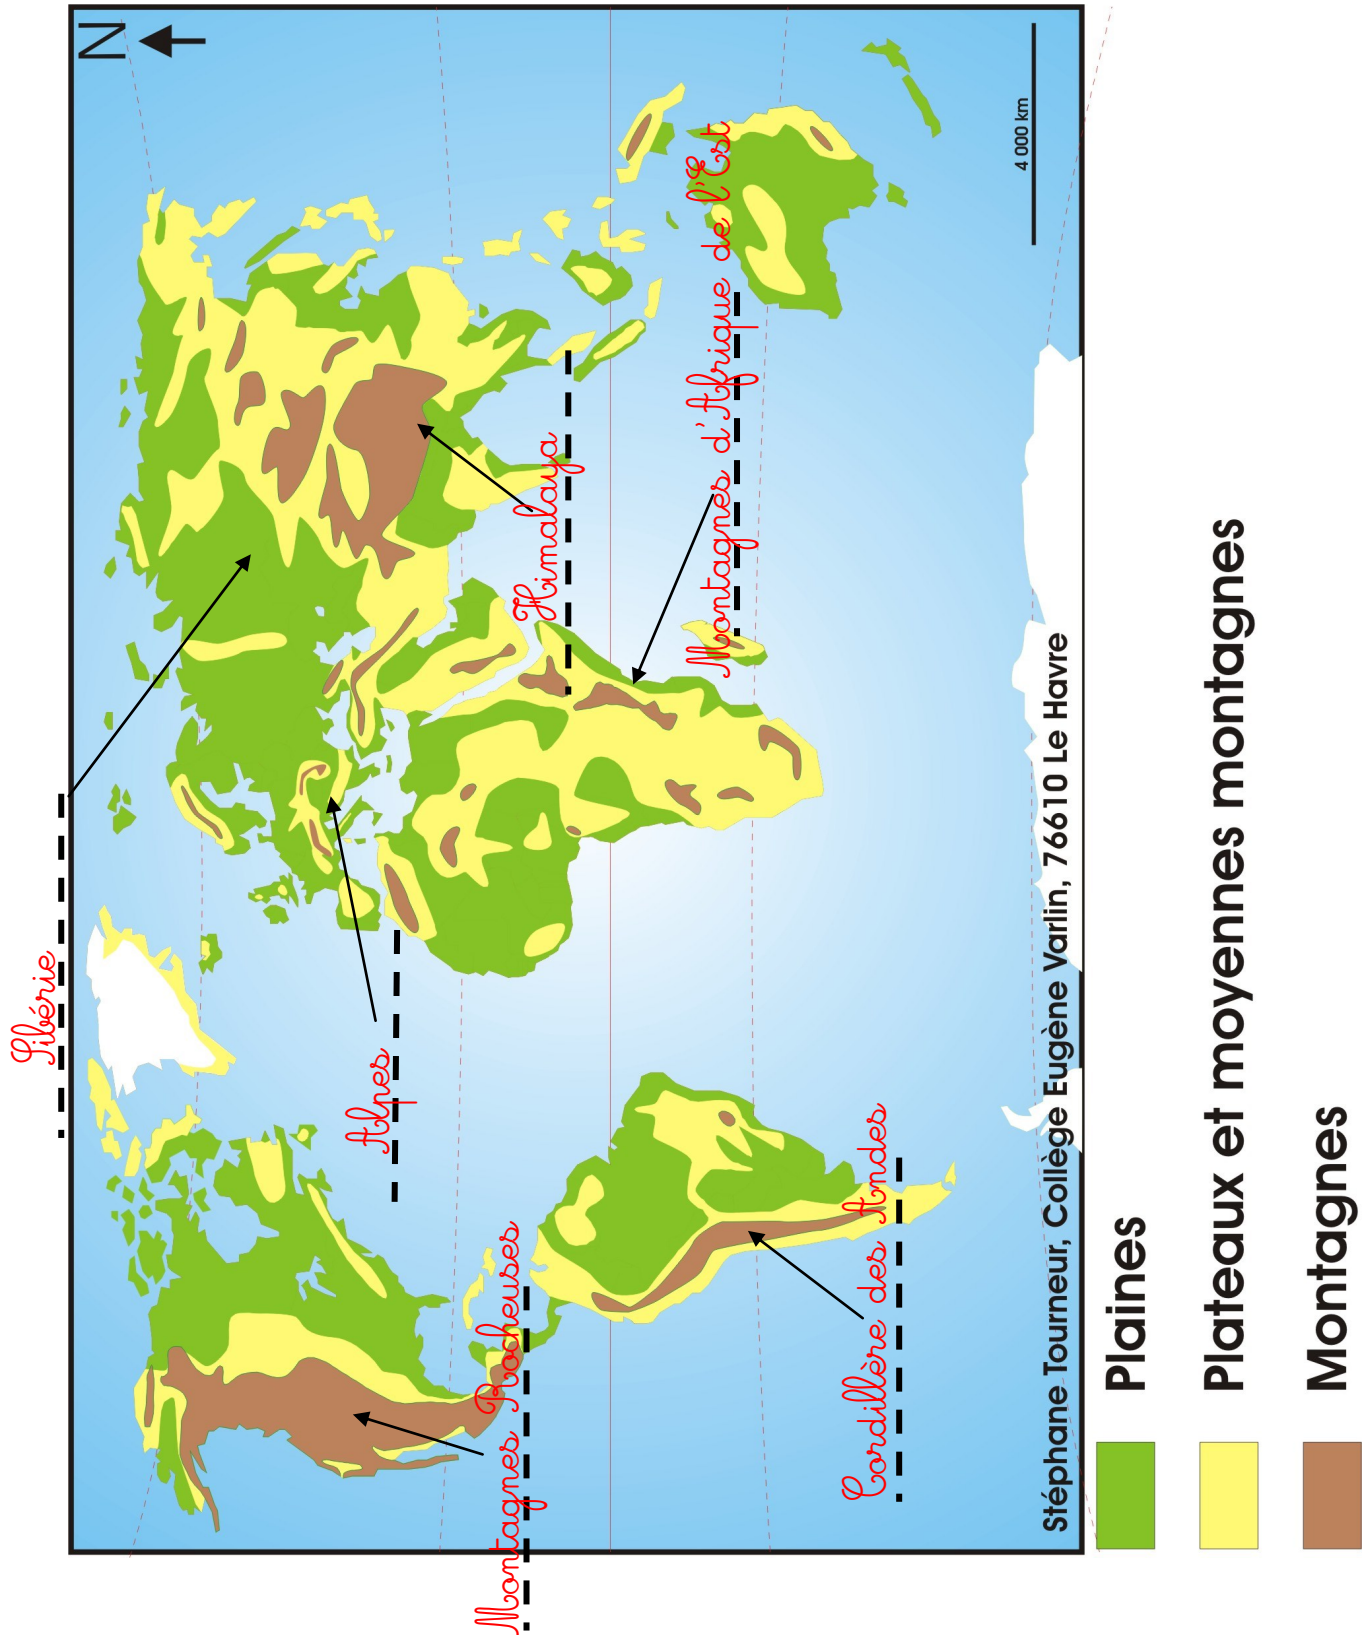 N
Sibérie
Alpes
Himalaya
Montagnes Rocheuses
Montagnes d'Afrique de l'Est
Cordillère des Andes
4 000 km
Stéphane Tourneur, Collège Eugène Varlin, 76610 Le Havre
Plaines
Plateaux et moyennes montagnes
Montagnes